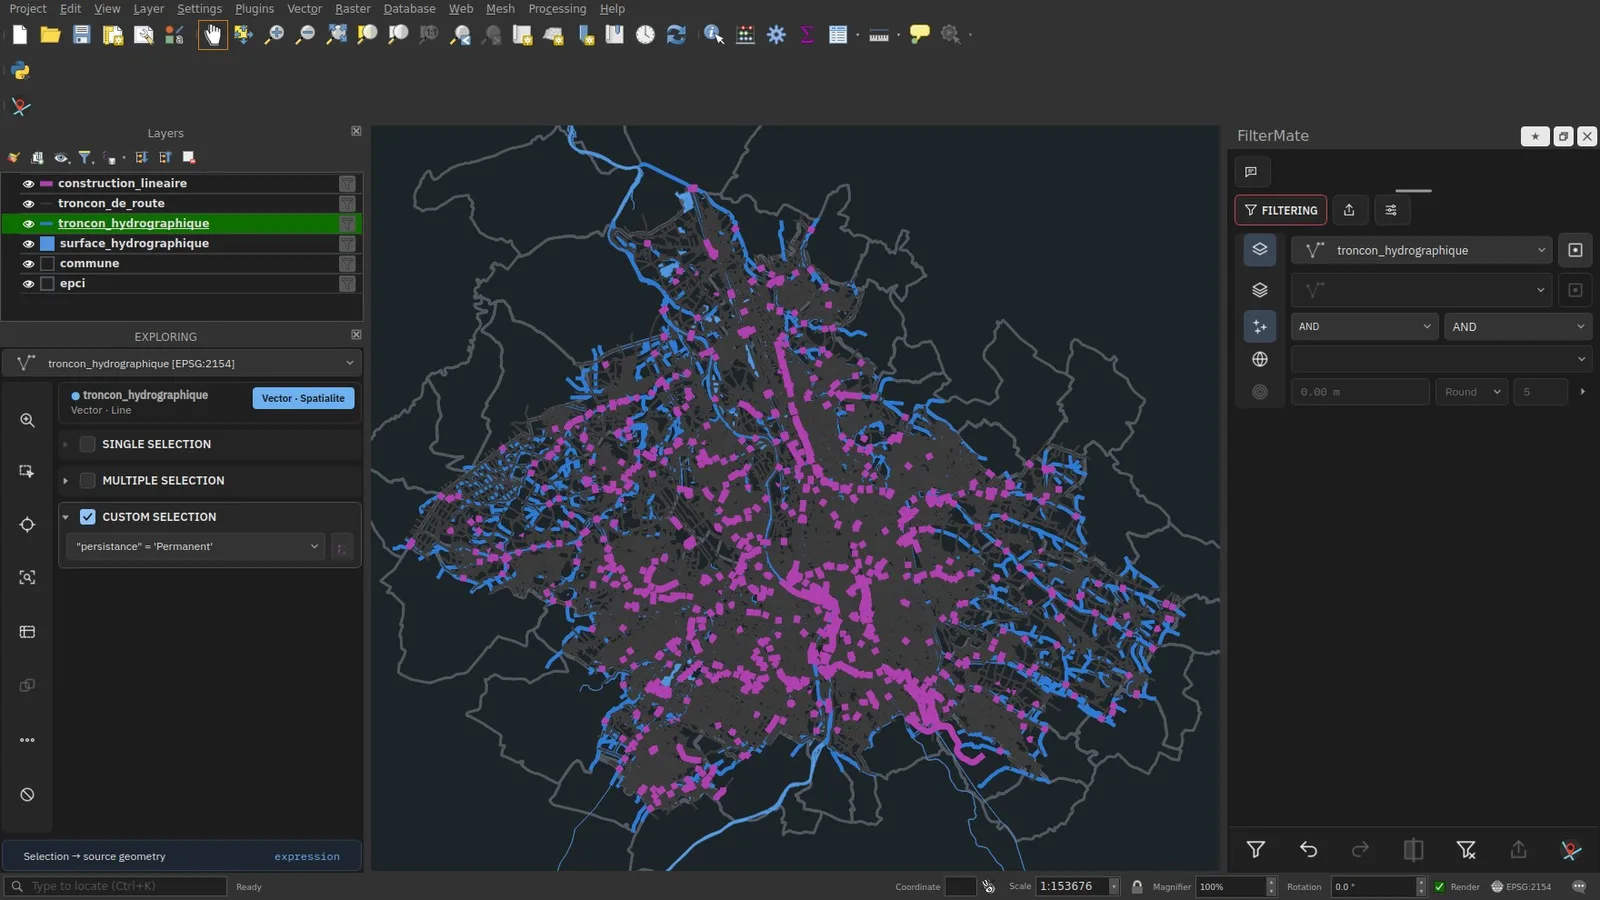 Project Edit View Layer Settings Plugins Vector Raster Database Web Mesh Processing Help
Layers
construction_lineaire
troncon_de_route
troncon_hydrographique
surface_hydrographique
commune
epci
EXPLORING
troncon_hydrographique [EPSG:2154]
troncon_hydrographique
Vector · Line
Vector · Spatialite
SINGLE SELECTION
MULTIPLE SELECTION
CUSTOM SELECTION
"persistance" = 'Permanent'
Selection → source geometry expression
FilterMate
FILTERING
troncon_hydrographique
AND AND
0.00 m Round 5
Type to locate (Ctrl+K) Ready Coordinate Scale 1:153676 Magnifier 100% Rotation 0.0 ° Render EPSG:2154